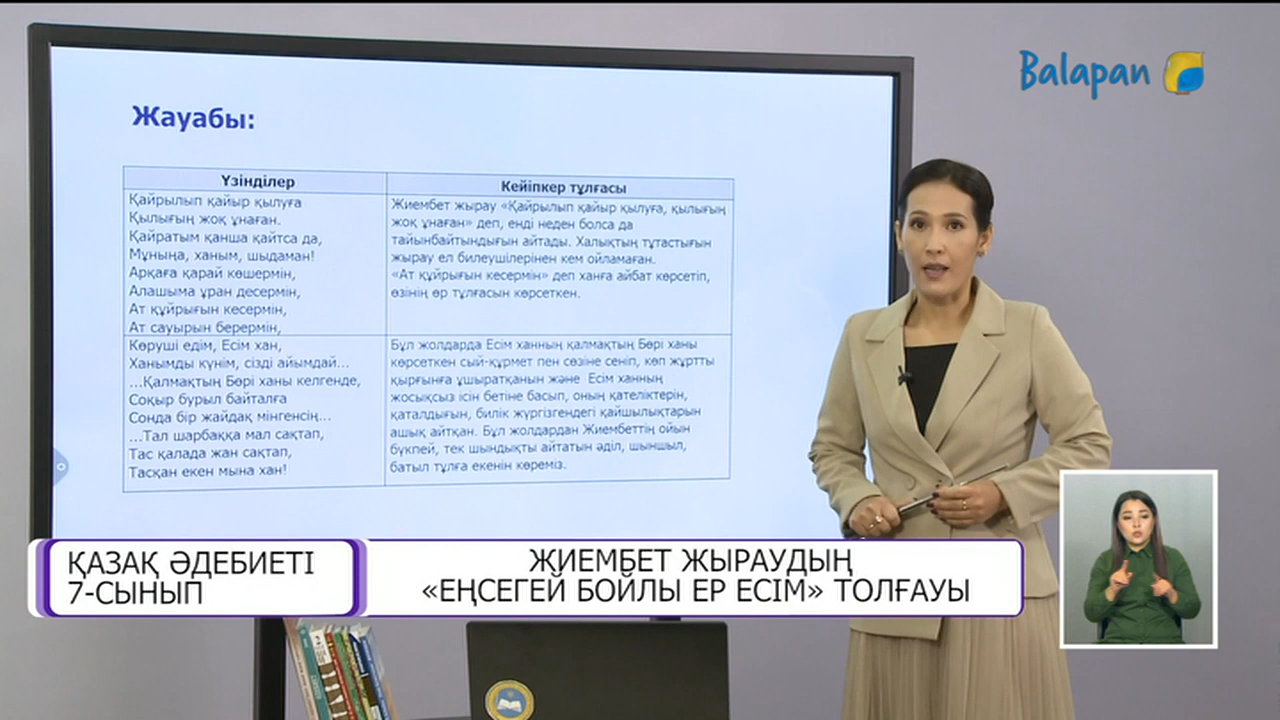 Balapan
Жауабы:
Үзінділер
Кейіпкер тұлғасы
Қайрылып қайыр қылуға
Қылығың жоқ ұнаған.
Қайратым қанша қайтса да,
Мұныңа, ханым, шыдаман!
Арқаға қарай көшермін,
Алашыма ұран десермін,
Ат құйрығын кесермін,
Ат сауырын берермін,
Жиембет жырау «Қайрылып қайыр қылуға, қылығың
жоқ ұнаған» деп, енді неден болса да
тайынбайтындығын айтады. Халықтың тұтастығын
жырау ел билеушілерінен кем ойламаған.
«Ат құйрығын кесермін» деп ханға айбат көрсетіп,
өзінің өр тұлғасын көрсеткен.
Көруші едім, Есім хан,
Ханымды күнім, сізді айымдай...
...Қалмақтың Бөрі ханы келгенде,
Соқыр бурыл байталға
Сонда бір жайдақ мінгенсің...
...Тал шарбаққа мал сақтап,
Тас қалада жан сақтап,
Тасқан екен мына хан!
Бұл жолдарда Есім ханның қалмақтың Бөрі ханы
көрсеткен сый-құрмет пен сөзіне сеніп, көп жұртты
қырғынға ұшыратқанын және Есім ханның
жосықсыз ісін бетіне басып, оның қателіктерін,
қаталдығын, билік жүргізгендегі қайшылықтарын
ашық айтқан. Бұл жолдардан Жиембеттің ойын
бүкпей, тек шындықты айтатын әділ, шыншыл,
батыл тұлға екенін көреміз.
ҚАЗАҚ ӘДЕБИЕТІ
7-СЫНЫП
ЖИЕМБЕТ ЖЫРАУДЫҢ
«ЕҢСЕГЕЙ БОЙЛЫ ЕР ЕСІМ» ТОЛҒАУЫ